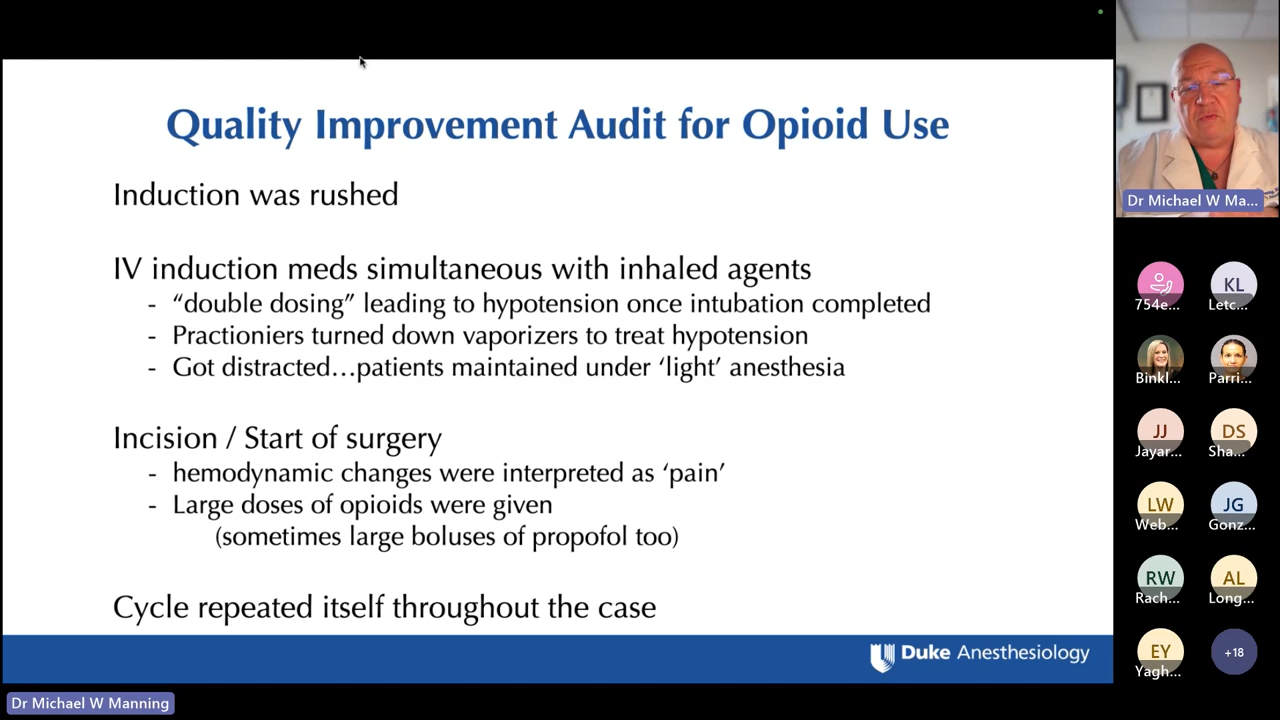 Quality Improvement Audit for Opioid Use
Induction was rushed
IV induction meds simultaneous with inhaled agents
- “double dosing” leading to hypotension once intubation completed
- Practioniers turned down vaporizers to treat hypotension
- Got distracted…patients maintained under ‘light’ anesthesia
Incision / Start of surgery
- hemodynamic changes were interpreted as ‘pain’
- Large doses of opioids were given
(sometimes large boluses of propofol too)
Cycle repeated itself throughout the case
Duke Anesthesiology
Dr Michael W Manning
Dr Michael W Ma...
754e...
KL
Letc...
Binkl...
Parri...
JJ
Jayar...
DS
Sha...
LW
Web...
JG
Gonz...
RW
Rach...
AL
Long...
EY
Yagh...
+18